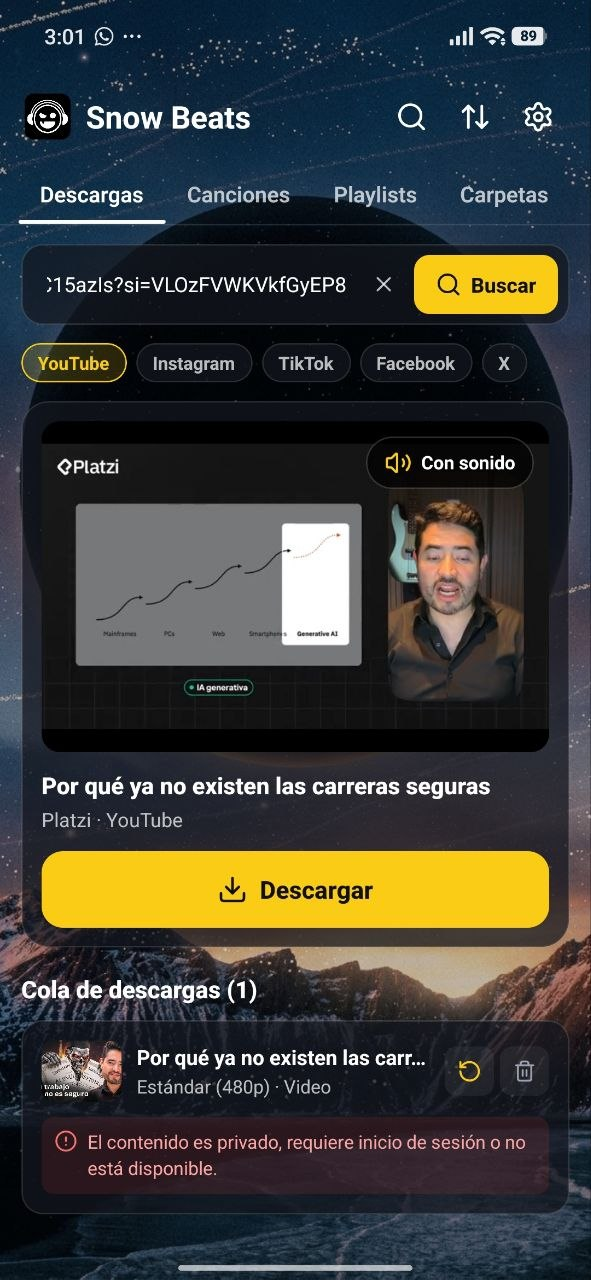 3:01
89
Snow Beats
Descargas
Canciones
Playlists
Carpetas
C15azIs?si=VLOzFVWKVkfGyEP8
Buscar
YouTube
Instagram
TikTok
Facebook
X
Platzi
Con sonido
Mainframes
PCs
Web
Smartphones
Generative AI
IA generativa
Por qué ya no existen las carreras seguras
Platzi · YouTube
Descargar
Cola de descargas (1)
trabajo
no es seguro
Por qué ya no existen las carr...
Estándar (480p) · Video
El contenido es privado, requiere inicio de sesión o no
está disponible.